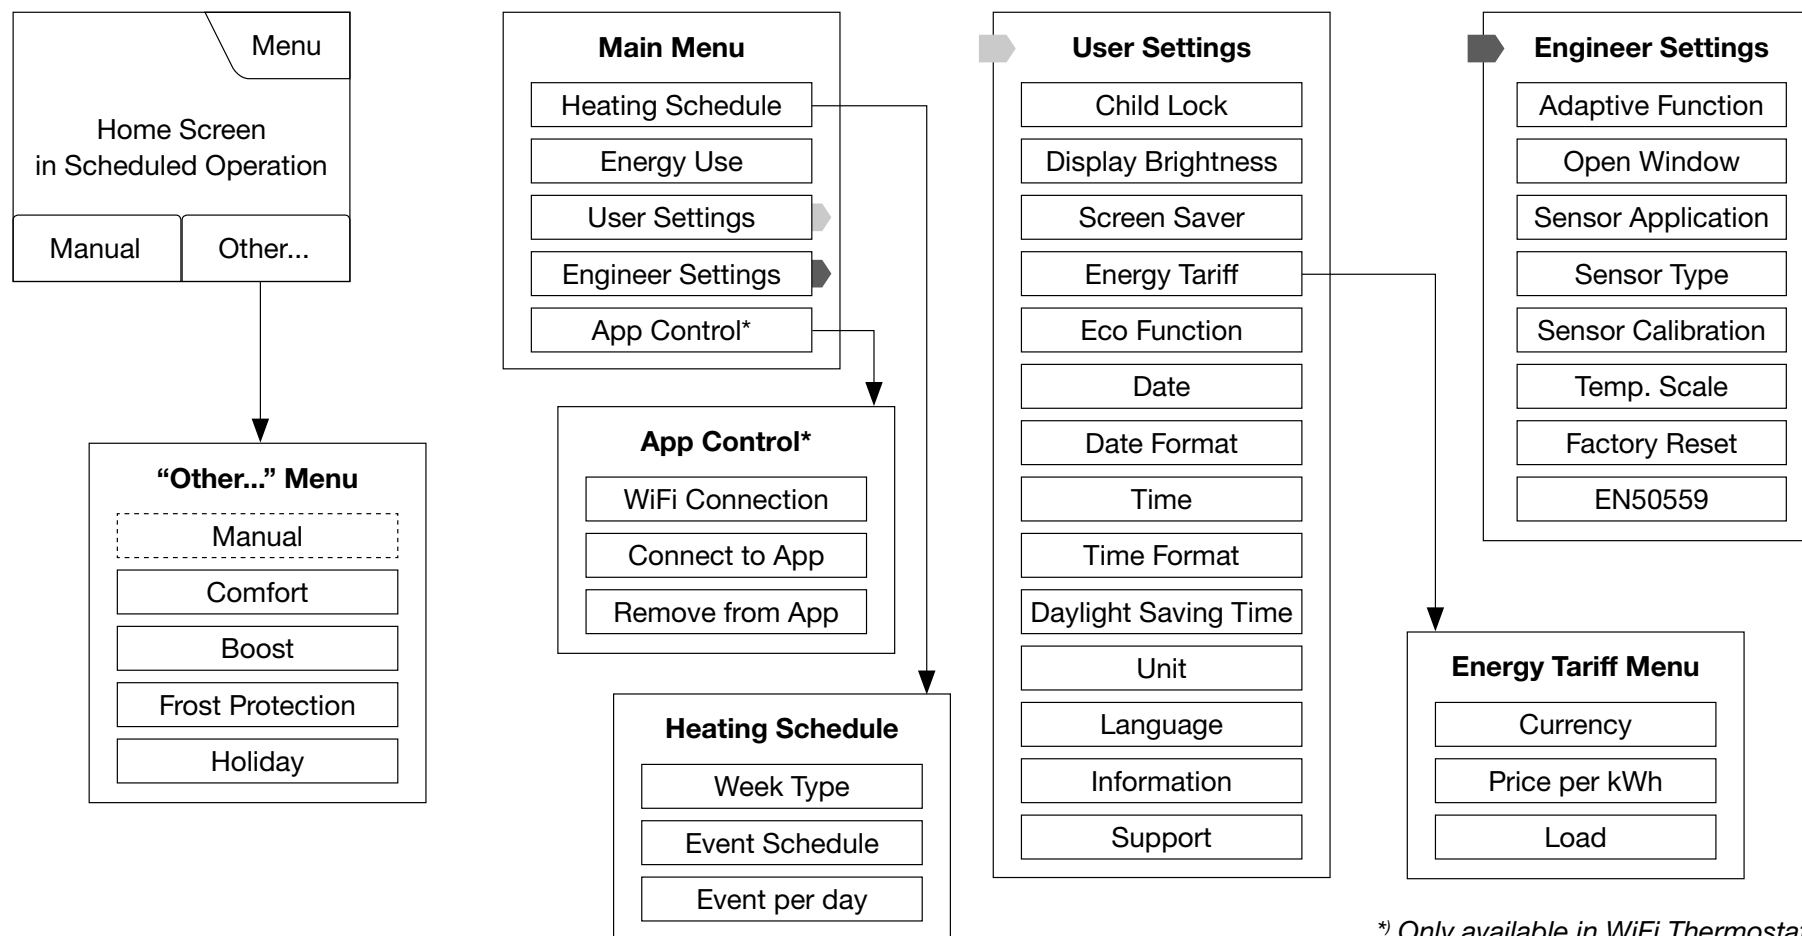 Menu
Home Screen
in Scheduled Operation
Manual
Other...
“Other...” Menu
Manual
Comfort
Boost
Frost Protection
Holiday
Main Menu
Heating Schedule
Energy Use
User Settings
Engineer Settings
App Control*
App Control*
WiFi Connection
Connect to App
Remove from App
Heating Schedule
Week Type
Event Schedule
Event per day
User Settings
Child Lock
Display Brightness
Screen Saver
Energy Tariff
Eco Function
Date
Date Format
Time
Time Format
Daylight Saving Time
Unit
Language
Information
Support
Engineer Settings
Adaptive Function
Open Window
Sensor Application
Sensor Type
Sensor Calibration
Temp. Scale
Factory Reset
EN50559
Energy Tariff Menu
Currency
Price per kWh
Load
*) Only available in WiFi Thermostat